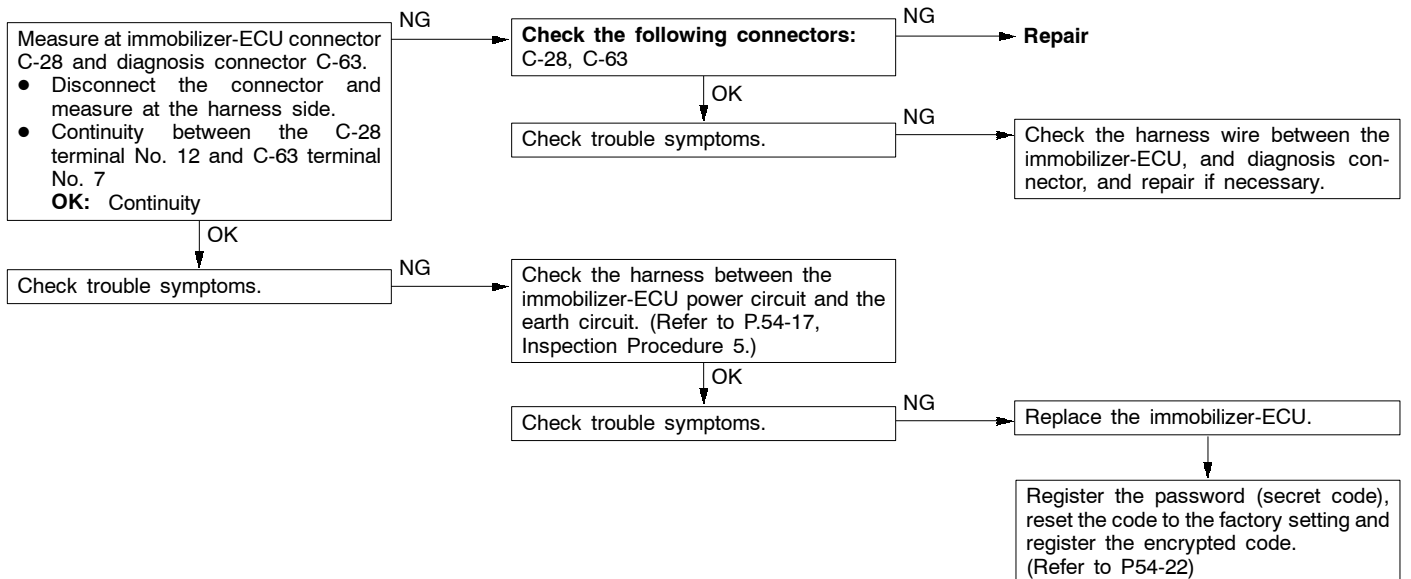 Measure at immobilizer-ECU connector
C-28 and diagnosis connector C-63.
● Disconnect the connector and
measure at the harness side.
● Continuity between the C-28
terminal No. 12 and C-63 terminal
No. 7
OK: Continuity
NG
Check the following connectors:
C-28, C-63
NG
Repair
OK
Check trouble symptoms.
NG
Check the harness wire between the
immobilizer-ECU, and diagnosis con-
nector, and repair if necessary.
OK
Check trouble symptoms.
NG
Check the harness between the
immobilizer-ECU power circuit and the
earth circuit. (Refer to P.54-17,
Inspection Procedure 5.)
OK
Check trouble symptoms.
NG
Replace the immobilizer-ECU.
Register the password (secret code),
reset the code to the factory setting and
register the encrypted code.
(Refer to P54-22)